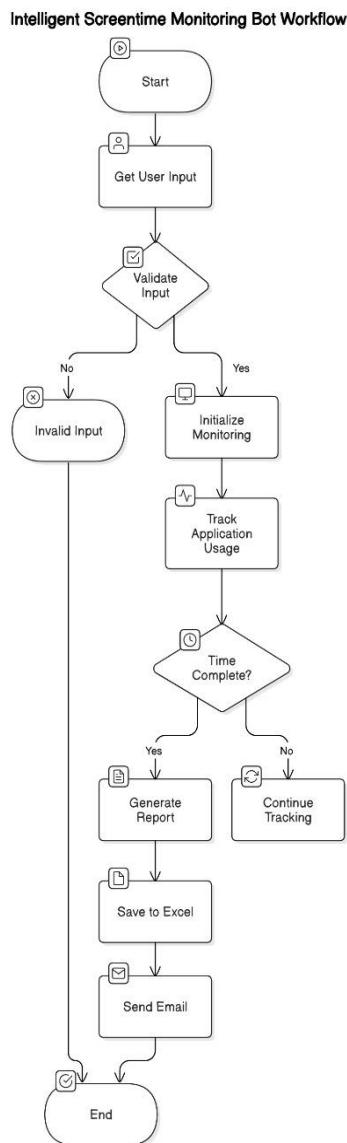 Intelligent Screentime Monitoring Bot Workflow
Start
Get User Input
Validate
Input
No
Yes
Invalid Input
Initialize
Monitoring
Track
Application
Usage
Time
Complete?
Yes
No
Generate
Report
Continue
Tracking
Save to Excel
Send Email
End